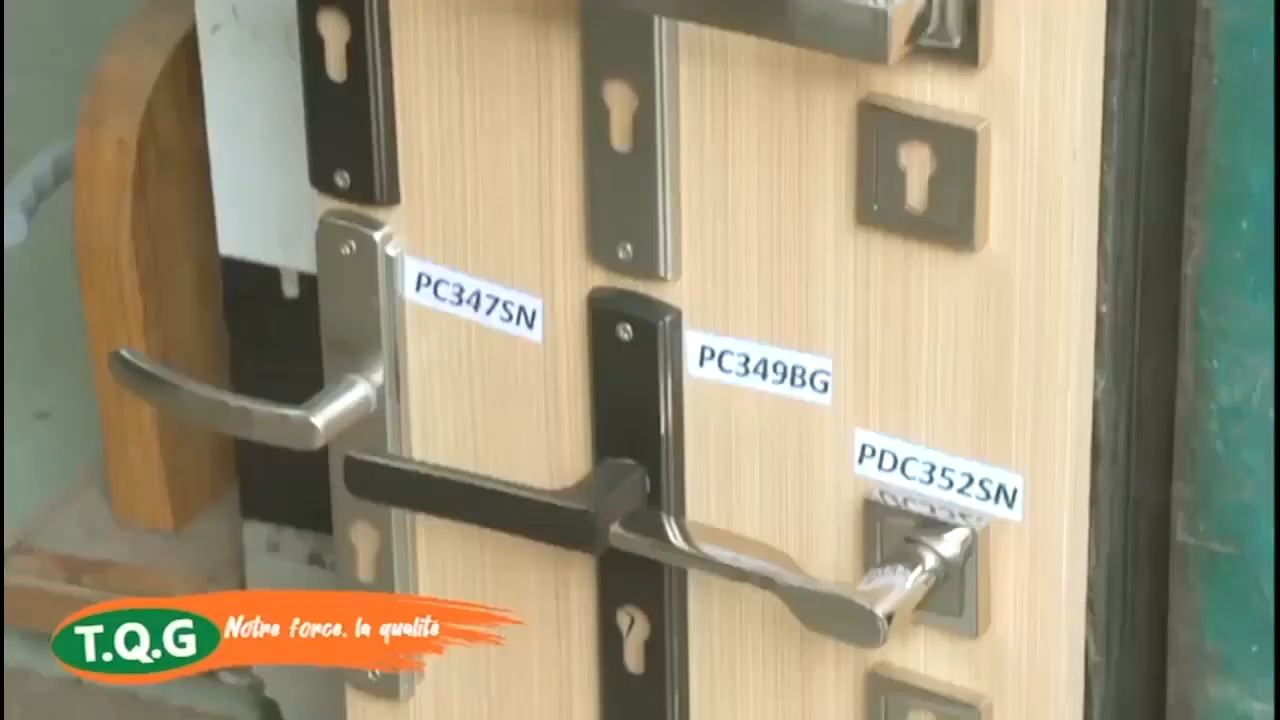 PC347SN
PC349BG
PDC352SN
T.Q.G
Notre force, la qualité